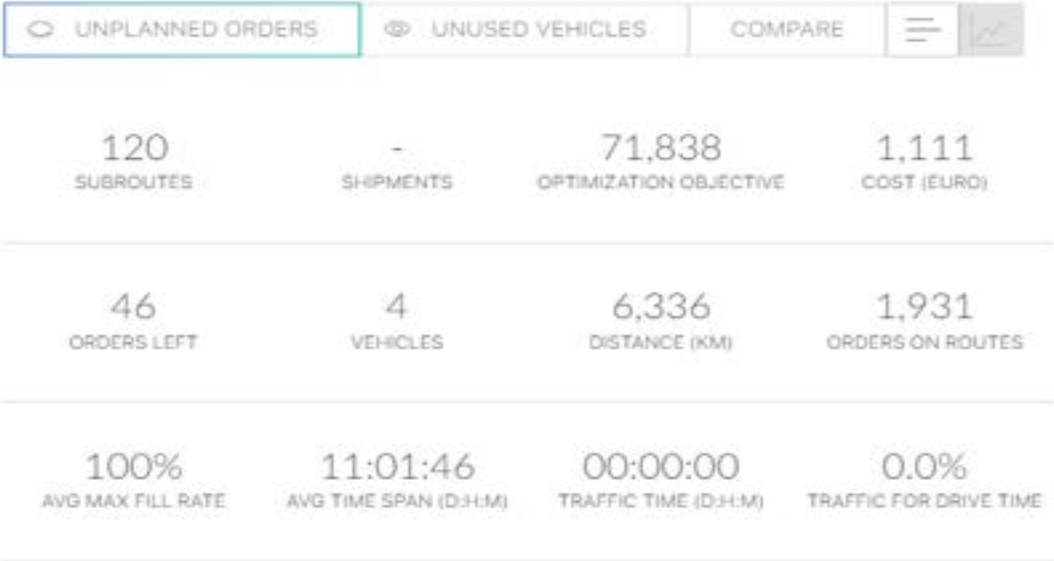 UNPLANNED ORDERS UNUSED VEHICLES COMPARE
120 - 71,838 1,111
SUBROUTES SHIPMENTS OPTIMIZATION OBJECTIVE COST (EURO)
46 4 6,336 1,931
ORDERS LEFT VEHICLES DISTANCE (KM) ORDERS ON ROUTES
100% 11:01:46 00:00:00 0.0%
AVG MAX FILL RATE AVG TIME SPAN (D:H:M) TRAFFIC TIME (D:H:M) TRAFFIC FOR DRIVE TIME